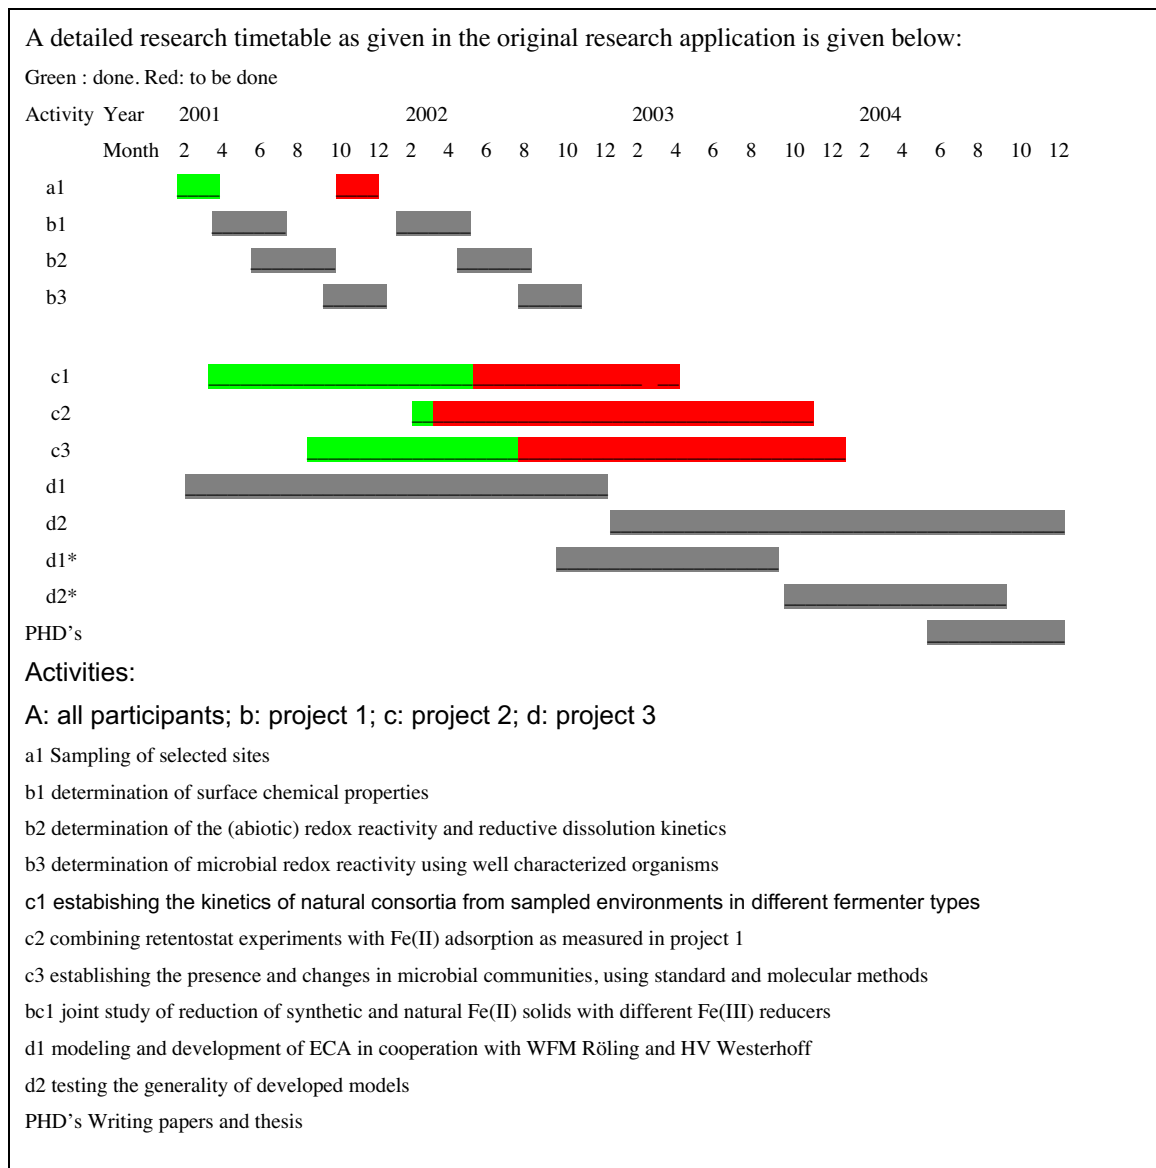 A detailed research timetable as given in the original research application is given below:
Green : done. Red: to be done
Activity Year 2001 2002 2003 2004
Month 2 4 6 8 10 12 2 4 6 8 10 12 2 4 6 8 10 12 2 4 6 8 10 12
a1
b1
b2
b3
c1
c2
c3
d1
d2
d1*
d2*
PHD’s
Activities:
A: all participants; b: project 1; c: project 2; d: project 3
a1 Sampling of selected sites
b1 determination of surface chemical properties
b2 determination of the (abiotic) redox reactivity and reductive dissolution kinetics
b3 determination of microbial redox reactivity using well characterized organisms
c1 estabishing the kinetics of natural consortia from sampled environments in different fermenter types
c2 combining retentostat experiments with Fe(II) adsorption as measured in project 1
c3 establishing the presence and changes in microbial communities, using standard and molecular methods
bc1 joint study of reduction of synthetic and natural Fe(II) solids with different Fe(III) reducers
d1 modeling and development of ECA in cooperation with WFM Röling and HV Westerhoff
d2 testing the generality of developed models
PHD’s Writing papers and thesis